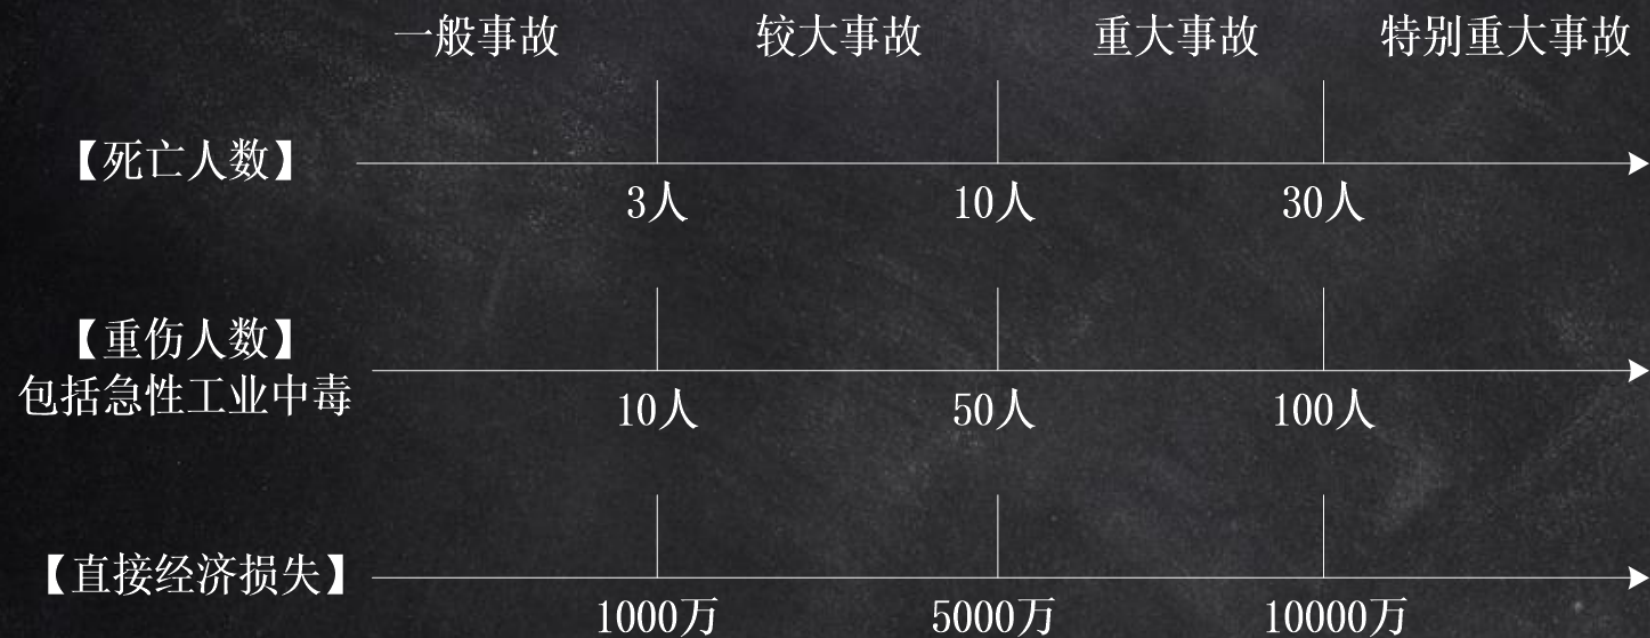 一般事故 较大事故 重大事故 特别重大事故
【死亡人数】
3人 10人 30人
【重伤人数】
包括急性工业中毒
10人 50人 100人
【直接经济损失】
1000万 5000万 10000万